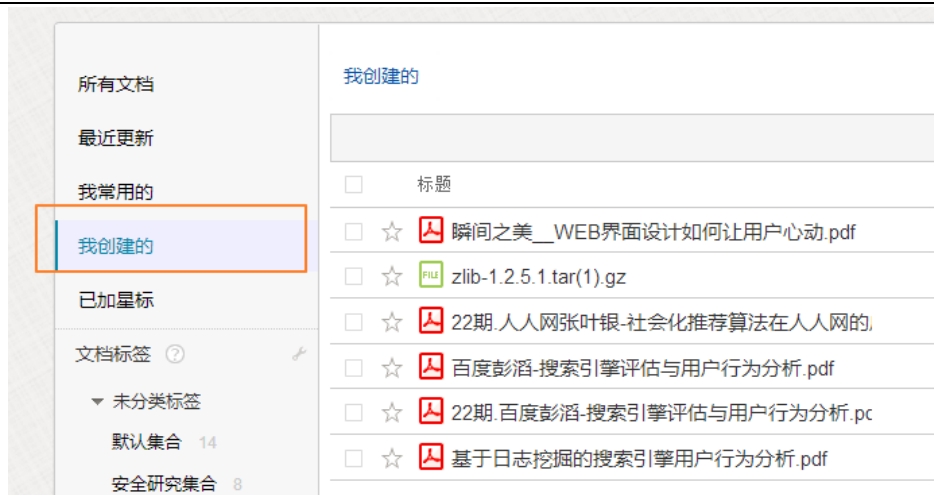 所有文档
最近更新
我常用的
我创建的
已加星标
文档标签 ?
未分类标签
默认集合 14
安全研究集合 8
我创建的
标题
瞬间之美__WEB界面设计如何让用户心动.pdf
FILE zlib-1.2.5.1.tar(1).gz
22期.人人网张叶银-社会化推荐算法在人人网的
百度彭滔-搜索引擎评估与用户行为分析.pdf
22期.百度彭滔-搜索引擎评估与用户行为分析.pc
基于日志挖掘的搜索引擎用户行为分析.pdf